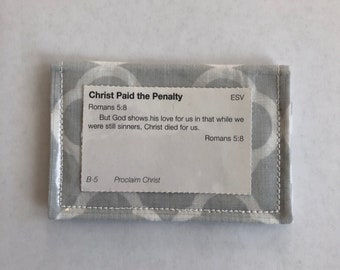 Christ Paid the Penalty ESV
Romans 5:8
But God shows his love for us in that while we
were still sinners, Christ died for us.
Romans 5:8
B-5 Proclaim Christ